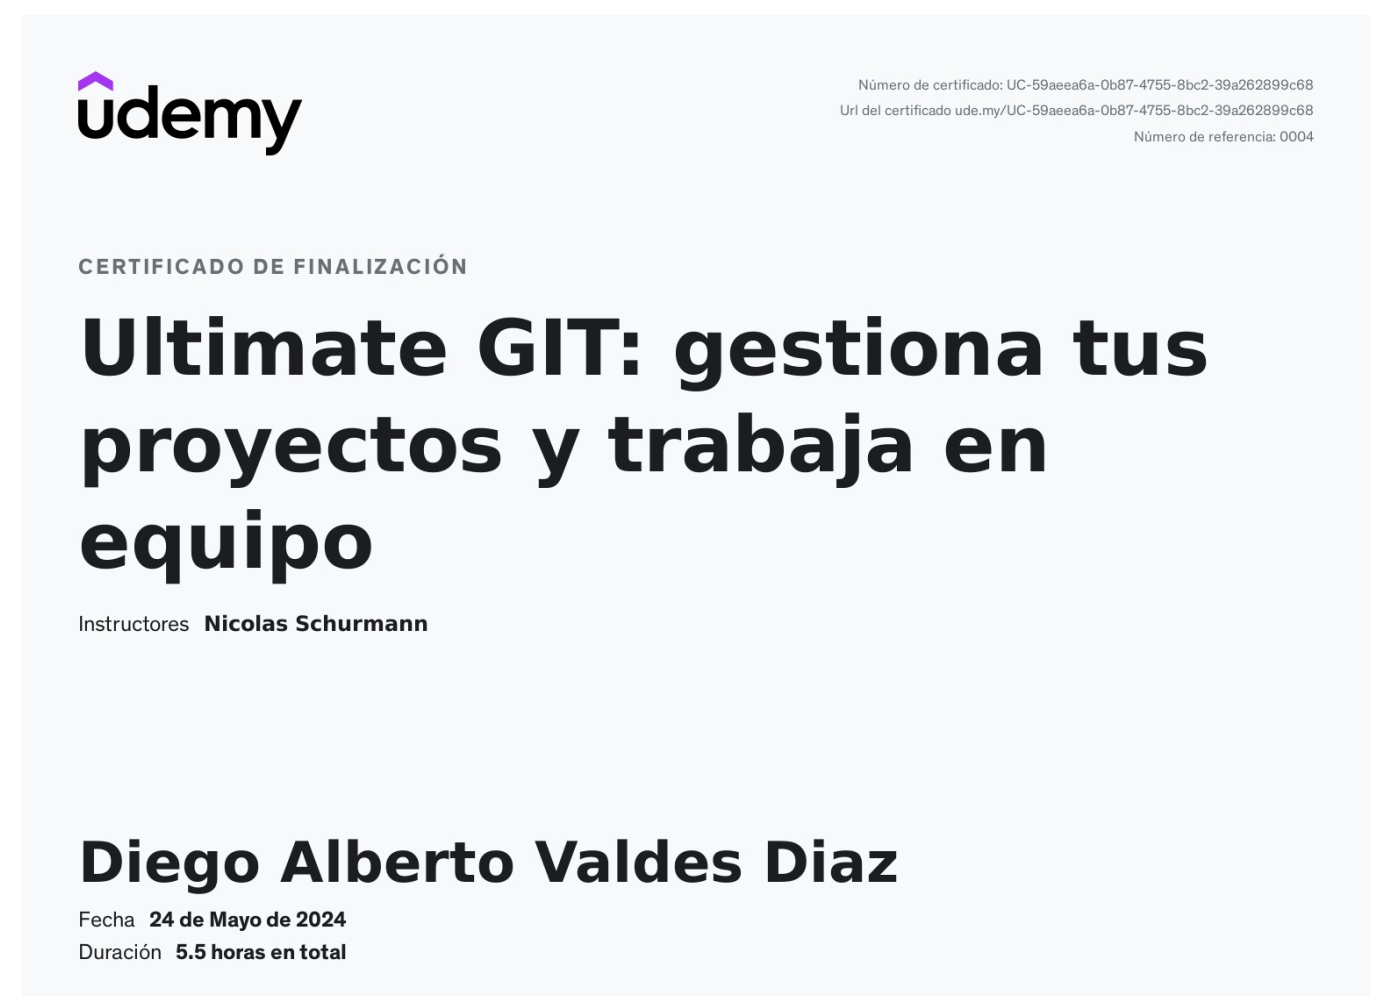 udemy
Número de certificado: UC-59aeea6a-0b87-4755-8bc2-39a262899c68
Url del certificado ude.my/UC-59aeea6a-0b87-4755-8bc2-39a262899c68
Número de referencia: 0004
CERTIFICADO DE FINALIZACIÓN
Ultimate GIT: gestiona tus
proyectos y trabaja en
equipo
Instructores Nicolas Schurmann
Diego Alberto Valdes Diaz
Fecha 24 de Mayo de 2024
Duración 5.5 horas en total